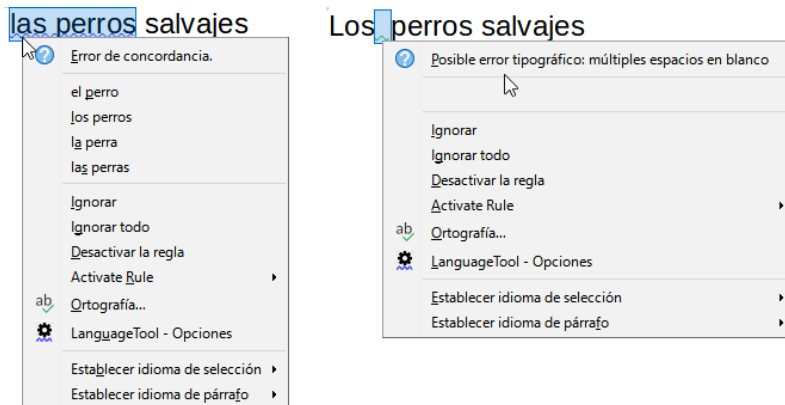 las perros salvajes
Error de concordancia.
el perro
los perros
la perra
las perras
Ignorar
Ignorar todo
Desactivar la regla
Activate Rule
ab Ortografía...
LanguageTool - Opciones
Establecer idioma de selección
Establecer idioma de párrafo
Los  perros salvajes
Posible error tipográfico: múltiples espacios en blanco
Ignorar
Ignorar todo
Desactivar la regla
Activate Rule
ab Ortografía...
LanguageTool - Opciones
Establecer idioma de selección
Establecer idioma de párrafo